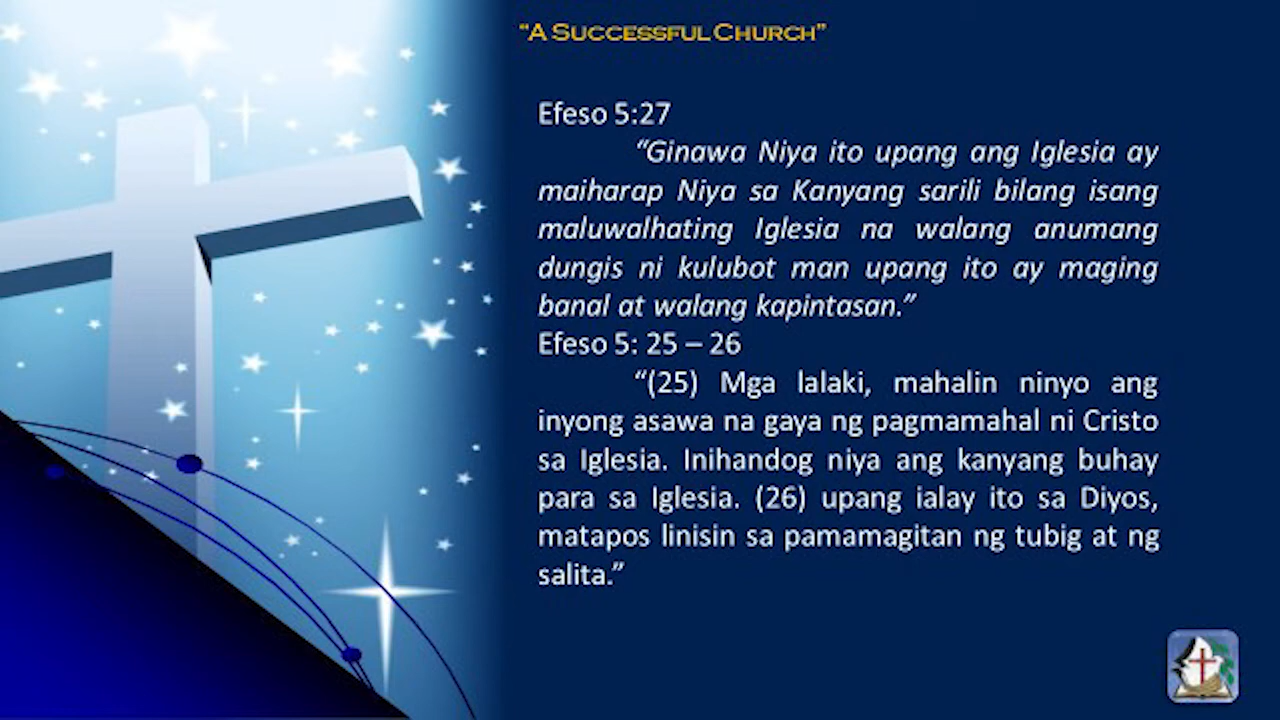 “A Successful Church”
Efeso 5:27
“Ginawa Niya ito upang ang Iglesia ay
maiharap Niya sa Kanyang sarili bilang isang
maluwalhating Iglesia na walang anumang
dungis ni kulubot man upang ito ay maging
banal at walang kapintasan.”
Efeso 5: 25 – 26
“(25) Mga lalaki, mahalin ninyo ang
inyong asawa na gaya ng pagmamahal ni Cristo
sa Iglesia. Inihandog niya ang kanyang buhay
para sa Iglesia. (26) upang ialay ito sa Diyos,
matapos linisin sa pamamagitan ng tubig at ng
salita.”